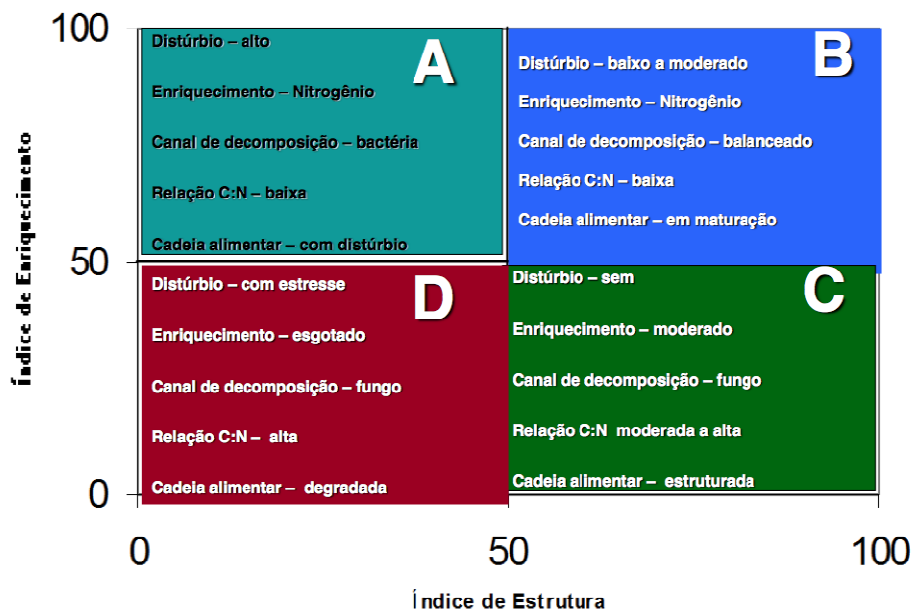 100
Índice de Enriquecimento
Distúrbio – alto
A
Enriquecimento – Nitrogênio
Canal de decomposição – bactéria
Relação C:N – baixa
Cadeia alimentar – com distúrbio
B
Distúrbio – baixo a moderado
Enriquecimento – Nitrogênio
Canal de decomposição – balanceado
Relação C:N – baixa
Cadeia alimentar – em maturação
50
Distúrbio – com estresse
D
Enriquecimento – esgotado
Canal de decomposição – fungo
Relação C:N – alta
Cadeia alimentar – degradada
Distúrbio – sem
C
Enriquecimento – moderado
Canal de decomposição – fungo
Relação C:N moderada a alta
Cadeia alimentar – estruturada
0
0 50 100
Índice de Estrutura